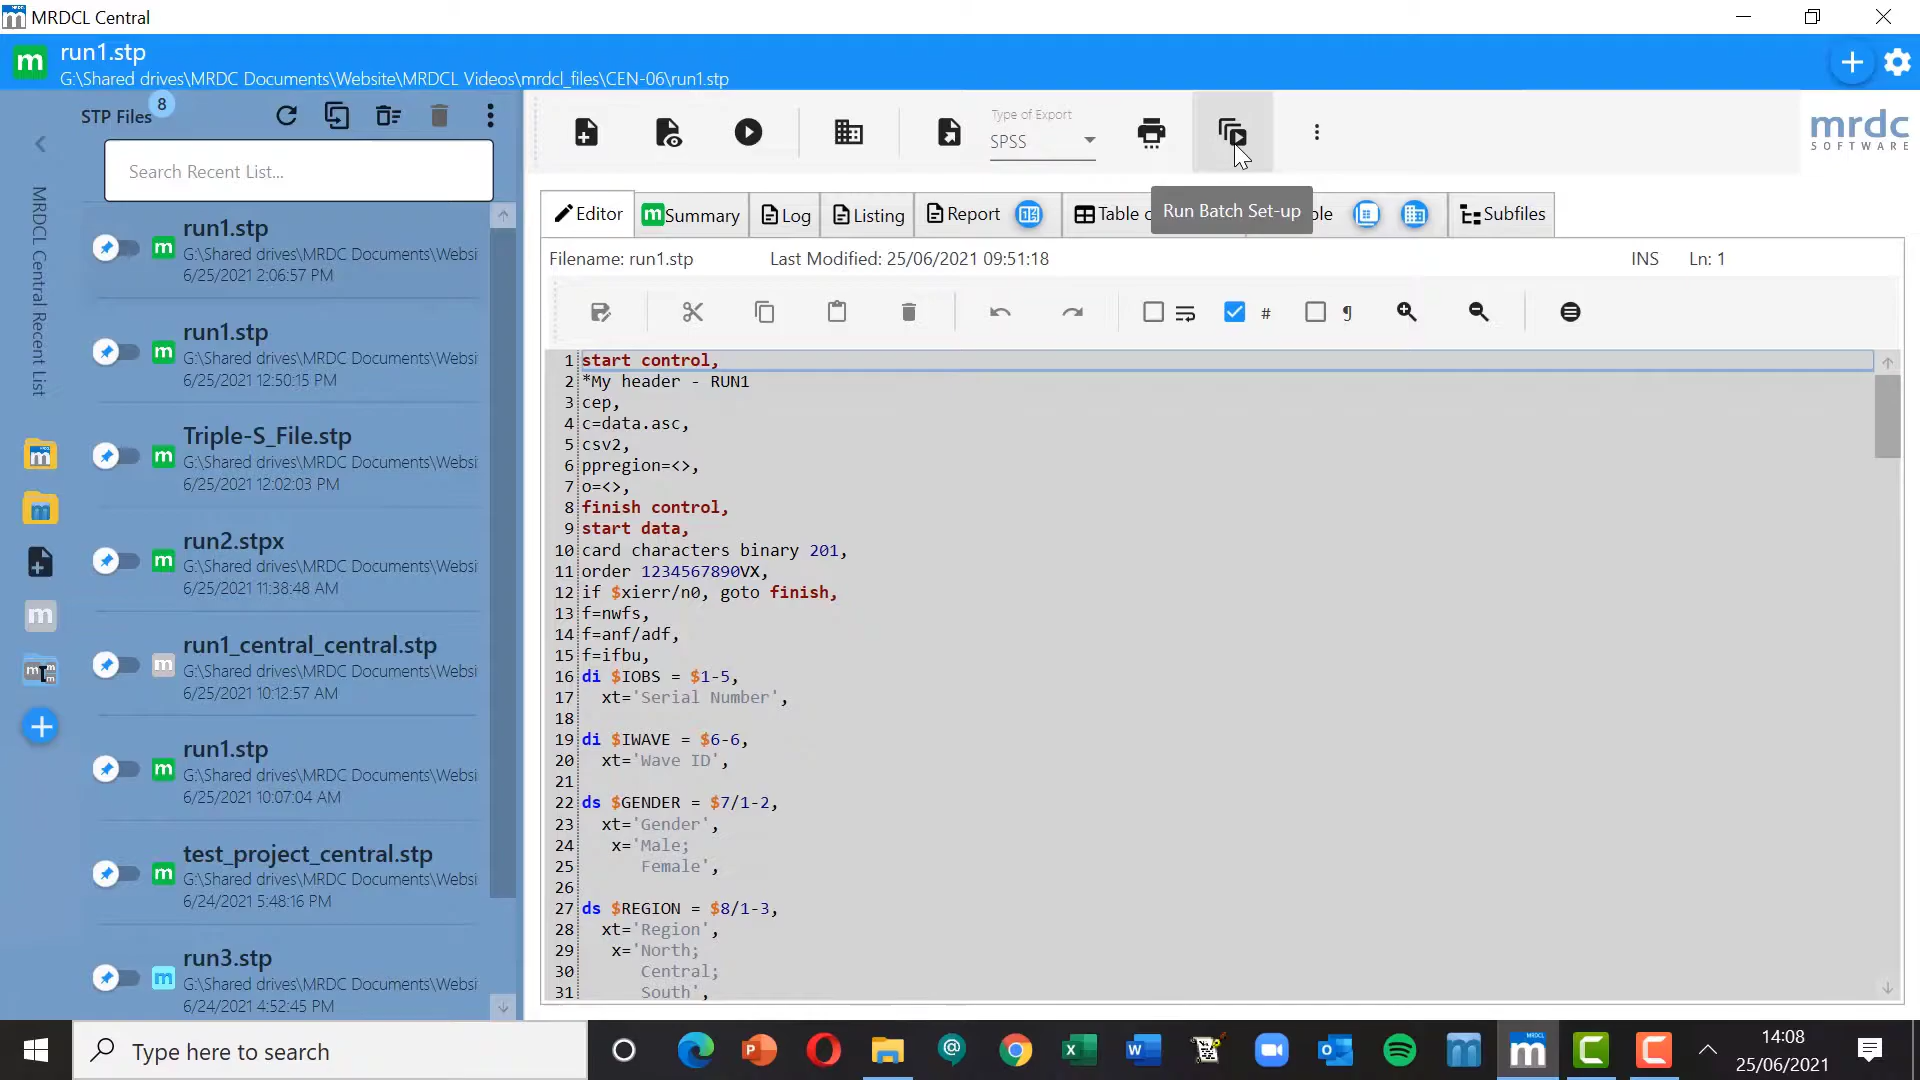 MRDCL Central
run1.stp
G:\Shared drives\MRDC Documents\Website\MRDCL Videos\mrdcl_files\CEN-06\run1.stp
STP Files 8
Search Recent List...
MRDCL Central Recent List
run1.stp
G:\Shared drives\MRDC Documents\Websi
6/25/2021 2:06:57 PM
run1.stp
G:\Shared drives\MRDC Documents\Websi
6/25/2021 12:50:15 PM
Triple-S_File.stp
G:\Shared drives\MRDC Documents\Websi
6/25/2021 12:02:03 PM
run2.stpx
G:\Shared drives\MRDC Documents\Websi
6/25/2021 11:38:48 AM
run1_central_central.stp
G:\Shared drives\MRDC Documents\Websi
6/25/2021 10:12:57 AM
run1.stp
G:\Shared drives\MRDC Documents\Websi
6/25/2021 10:07:04 AM
test_project_central.stp
G:\Shared drives\MRDC Documents\Websi
6/24/2021 5:48:16 PM
run3.stp
G:\Shared drives\MRDC Documents\Websi
6/24/2021 4:52:45 PM
Type of Export
SPSS
mrdc
SOFTWARE
Editor Summary Log Listing Report Table c ble Subfiles
Run Batch Set-up
Filename: run1.stp Last Modified: 25/06/2021 09:51:18 INS Ln: 1
# ¶
1 start control,
2 *My header - RUN1
3 cep,
4 c=data.asc,
5 csv2,
6 ppregion=<>,
7 o=<>,
8 finish control,
9 start data,
10 card characters binary 201,
11 order 1234567890VX,
12 if $xierr/n0, goto finish,
13 f=nwfs,
14 f=anf/adf,
15 f=ifbu,
16 di $IOBS = $1-5,
17 xt='Serial Number',
18
19 di $IWAVE = $6-6,
20 xt='Wave ID',
21
22 ds $GENDER = $7/1-2,
23 xt='Gender',
24 x='Male;
25 Female',
26
27 ds $REGION = $8/1-3,
28 xt='Region',
29 x='North;
30 Central;
31 South',
Type here to search
14:08
25/06/2021